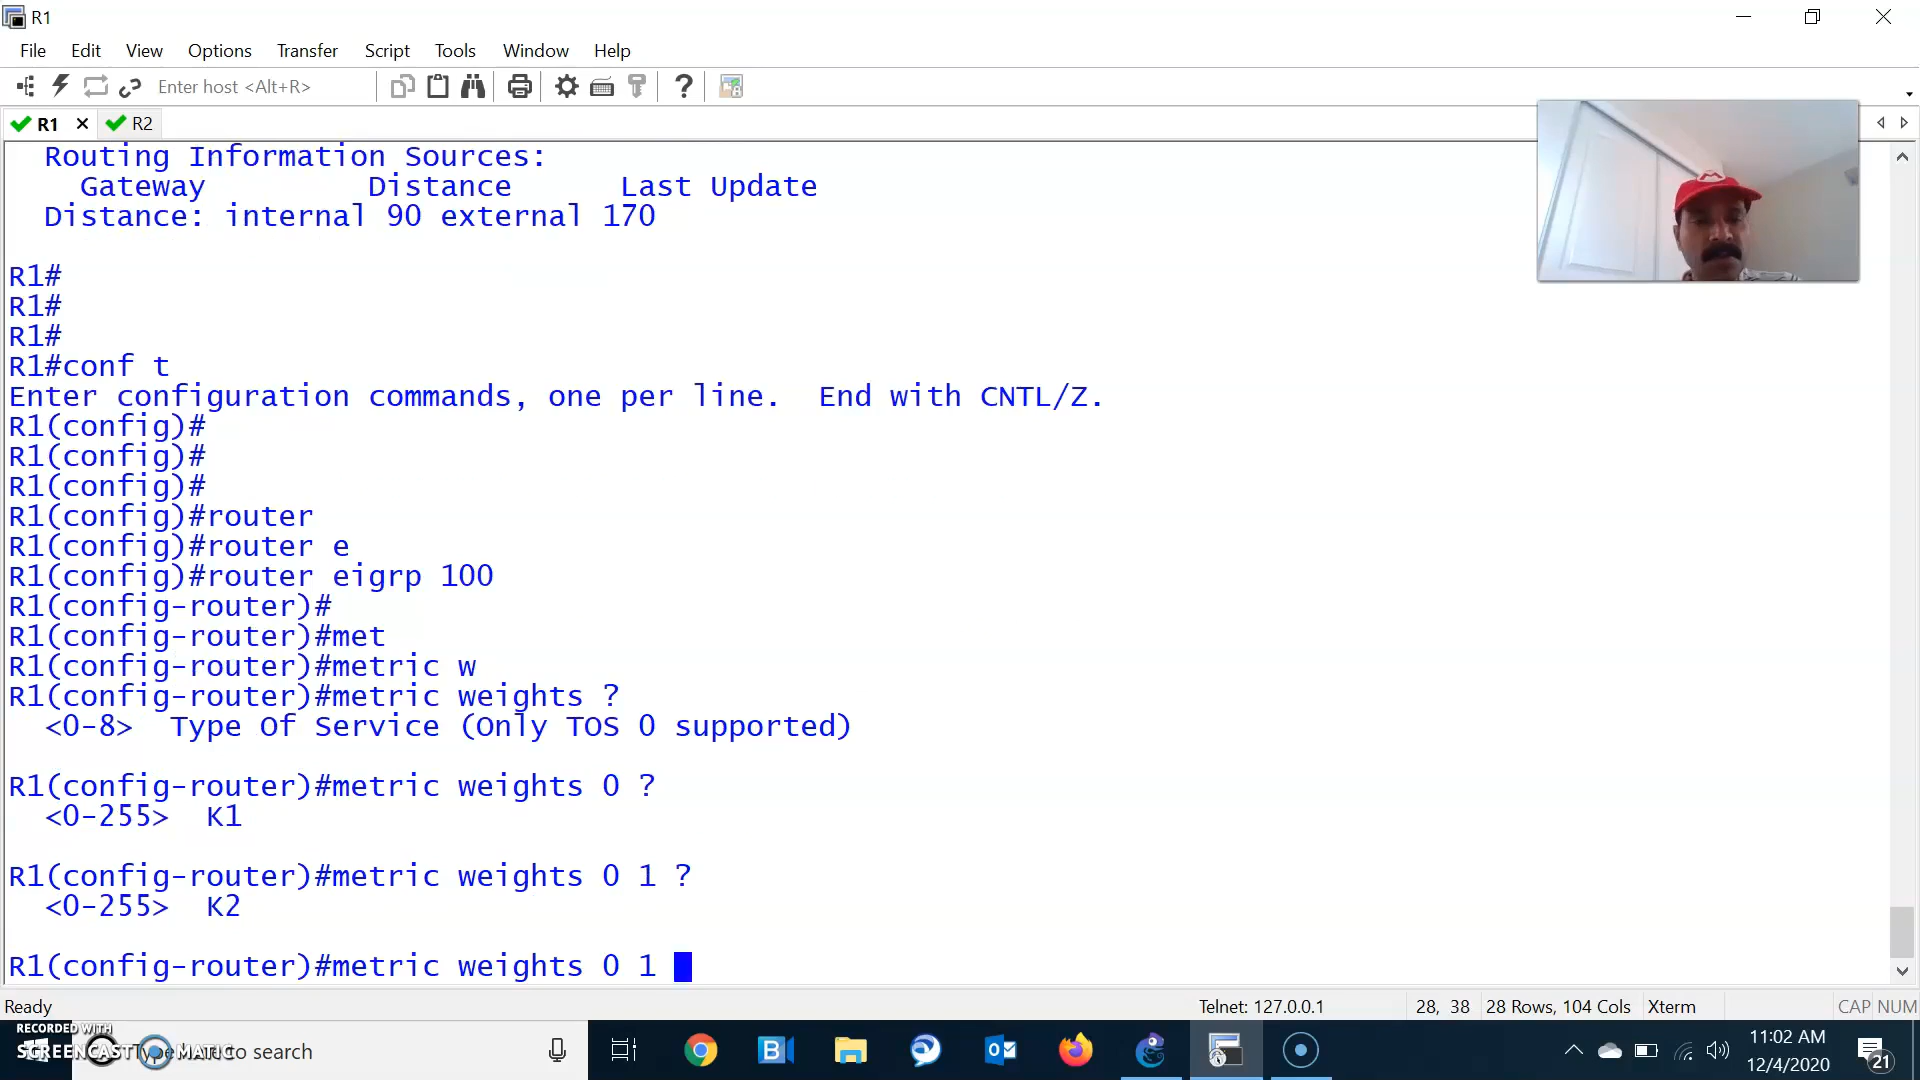 R1
File Edit View Options Transfer Script Tools Window Help
Enter host <Alt+R>
R1 R2
Routing Information Sources:
Gateway Distance Last Update
Distance: internal 90 external 170
R1#
R1#
R1#
R1#conf t
Enter configuration commands, one per line. End with CNTL/Z.
R1(config)#
R1(config)#
R1(config)#
R1(config)#router
R1(config)#router e
R1(config)#router eigrp 100
R1(config-router)#
R1(config-router)#met
R1(config-router)#metric w
R1(config-router)#metric weights ?
<0-8> Type Of Service (Only TOS 0 supported)
R1(config-router)#metric weights 0 ?
<0-255> K1
R1(config-router)#metric weights 0 1 ?
<0-255> K2
R1(config-router)#metric weights 0 1
Ready Telnet: 127.0.0.1 28, 38 28 Rows, 104 Cols Xterm CAP NUM
RECORDED WITH
SCREENCAST MATIC
to search
11:02 AM
12/4/2020
21